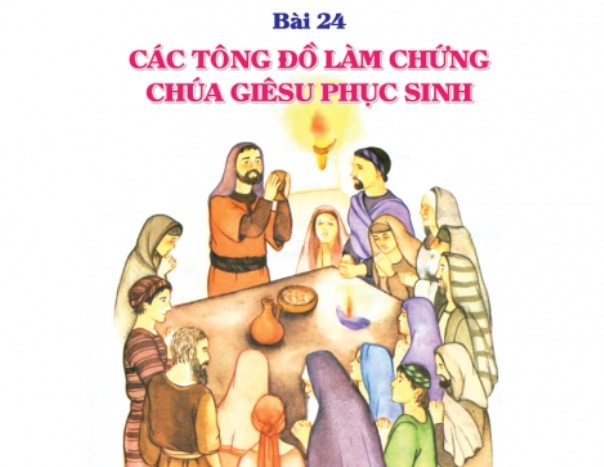 Bài 24
CÁC TÔNG ĐỒ LÀM CHỨNG
CHÚA GIÊSU PHỤC SINH